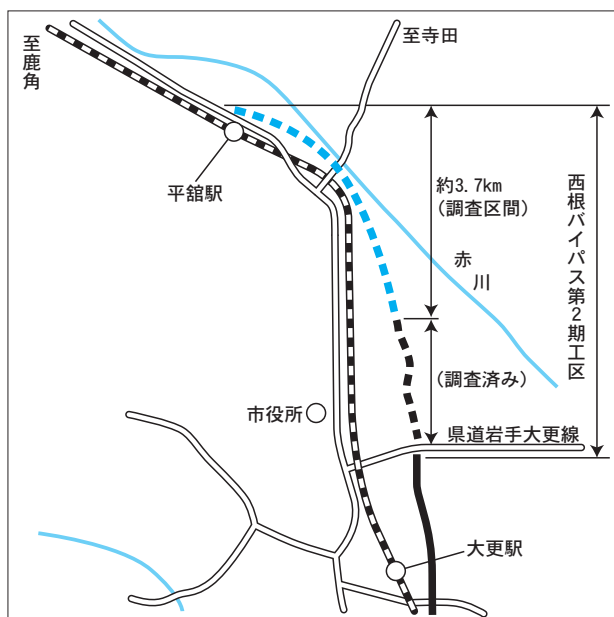 至鹿角
至寺田
平舘駅
約3.7km
(調査区間)
西根バイパス第2期工区
赤川
(調査済み)
市役所
県道岩手大更線
大更駅